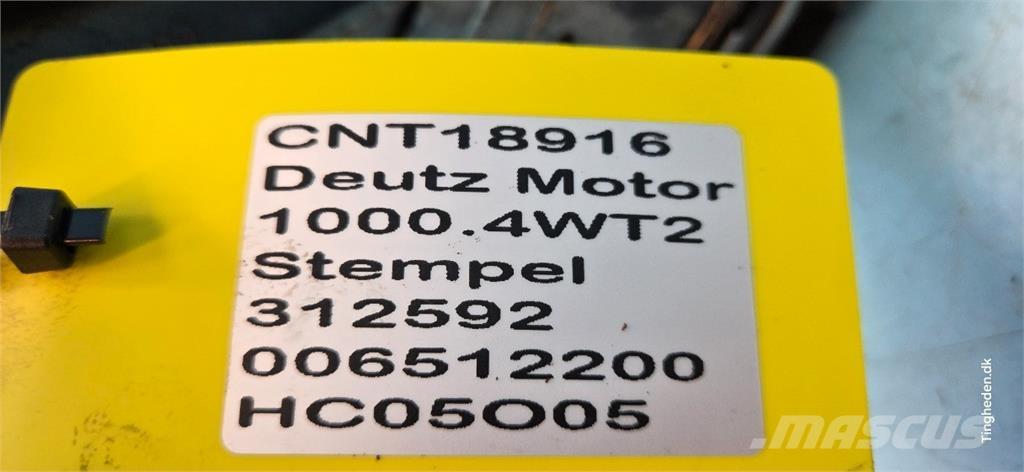 CNT18916
Deutz Motor
1000.4WT2
Stempel
312592
006512200
HC05O05
Tingheden.dk
MASCUS